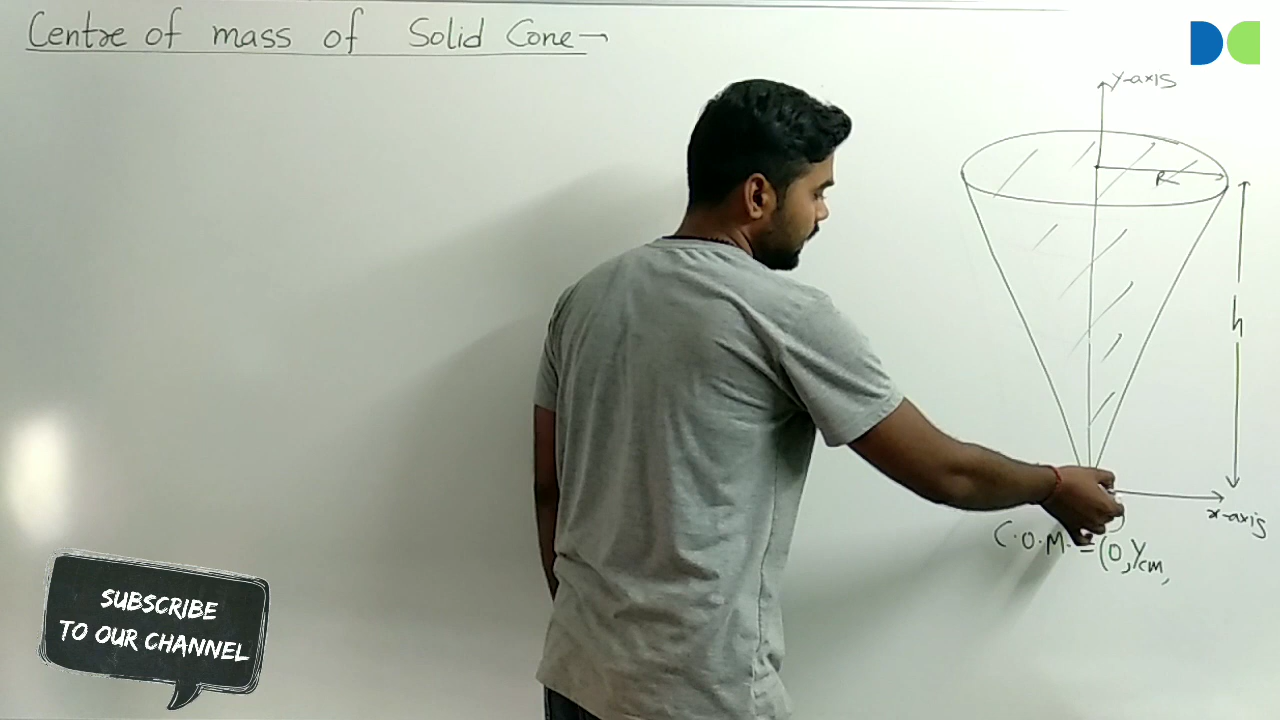 Centre of mass of Solid Cone →
y-axis
R
h
x-axis
C.O.M. = (0, Ycm,
SUBSCRIBE
TO OUR CHANNEL